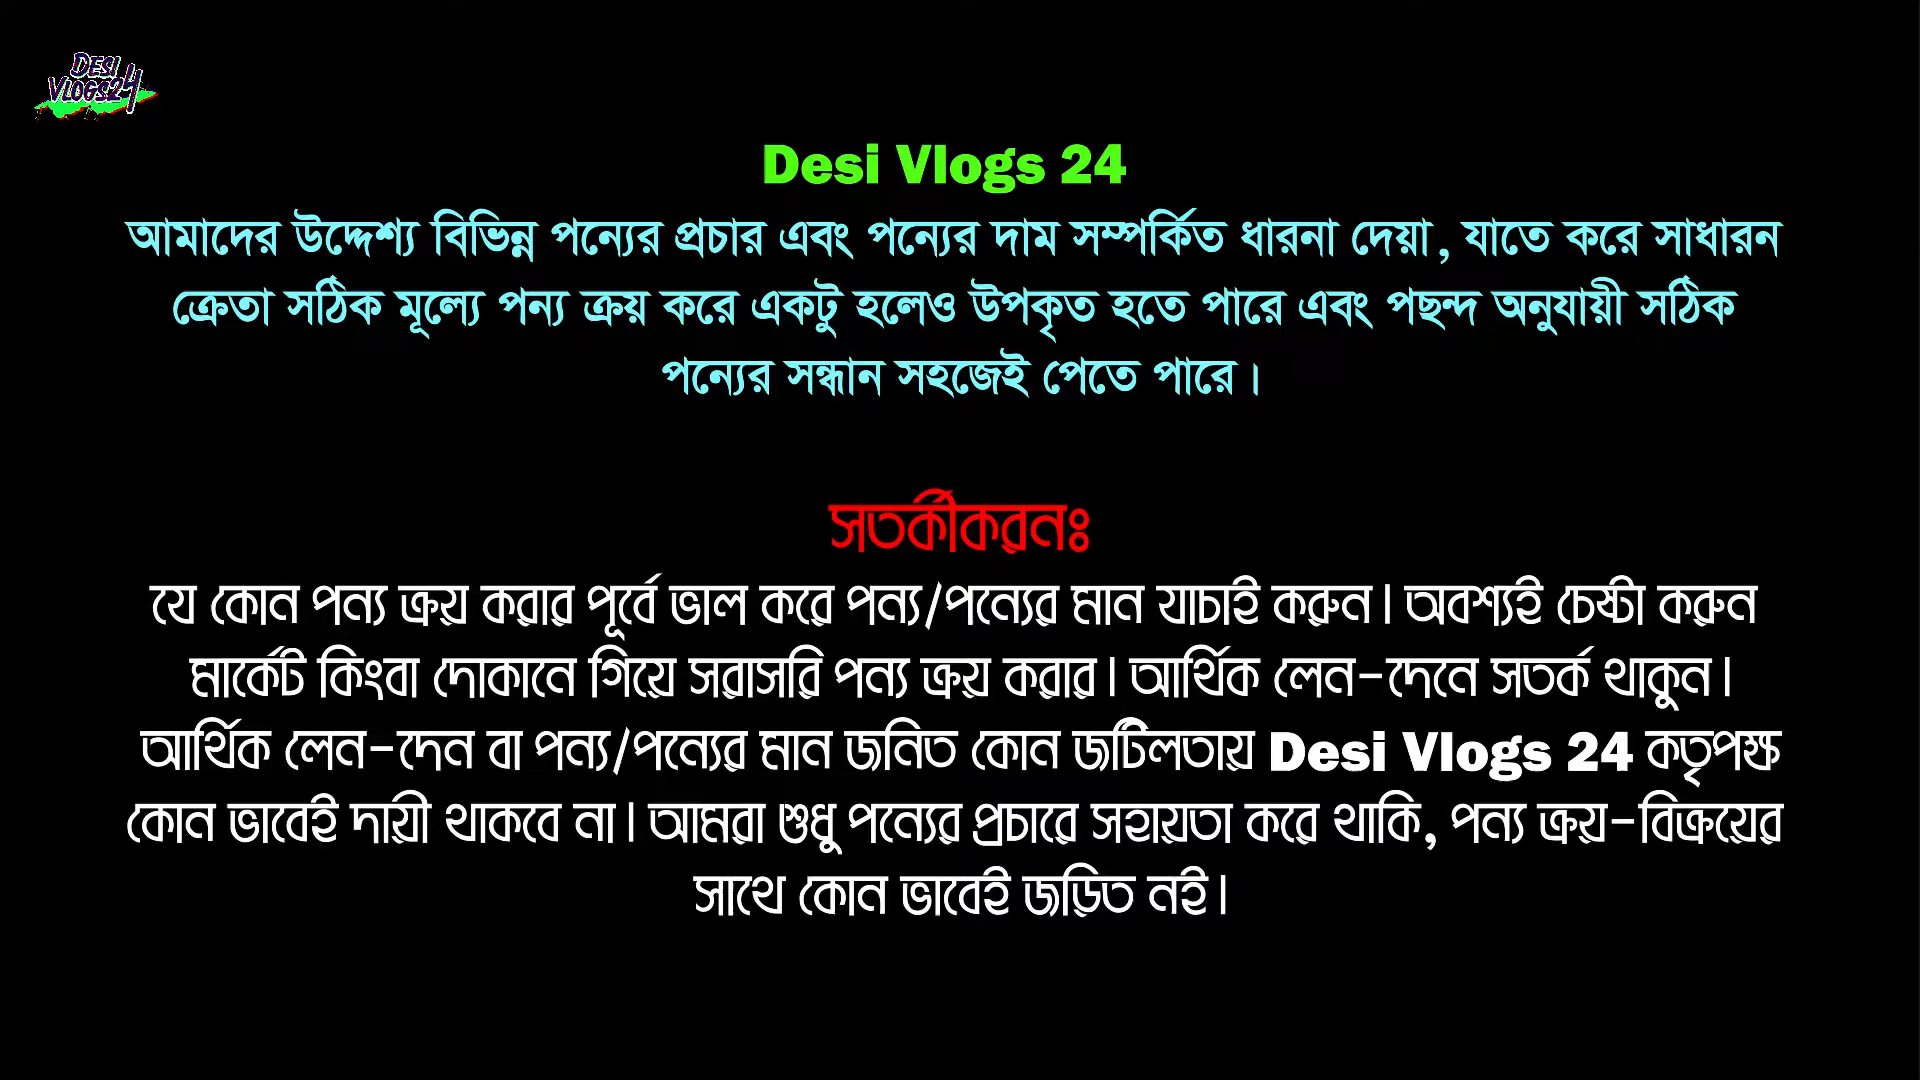 DESI
VLOGS24
Desi Vlogs 24
আমাদের উদ্দেশ্য বিভিন্ন পন্যের প্রচার এবং পন্যের দাম সম্পর্কিত ধারনা দেয়া, যাতে করে সাধারন
ক্রেতা সঠিক মূল্যে পন্য ক্রয় করে একটু হলেও উপকৃত হতে পারে এবং পছন্দ অনুযায়ী সঠিক
পন্যের সন্ধান সহজেই পেতে পারে।
সতর্কীকরনঃ
যে কোন পন্য ক্রয় করার পূর্বে ভাল করে পন্য/পন্যের মান যাচাই করুন। অবশ্যই চেষ্টা করুন
মার্কেট কিংবা দোকানে গিয়ে সরাসরি পন্য ক্রয় করার। আর্থিক লেন-দেনে সতর্ক থাকুন।
আর্থিক লেন-দেন বা পন্য/পন্যের মান জনিত কোন জটিলতায় Desi Vlogs 24 কতৃপক্ষ
কোন ভাবেই দায়ী থাকবে না। আমরা শুধু পন্যের প্রচারে সহায়তা করে থাকি, পন্য ক্রয়-বিক্রয়ের
সাথে কোন ভাবেই জড়িত নই।